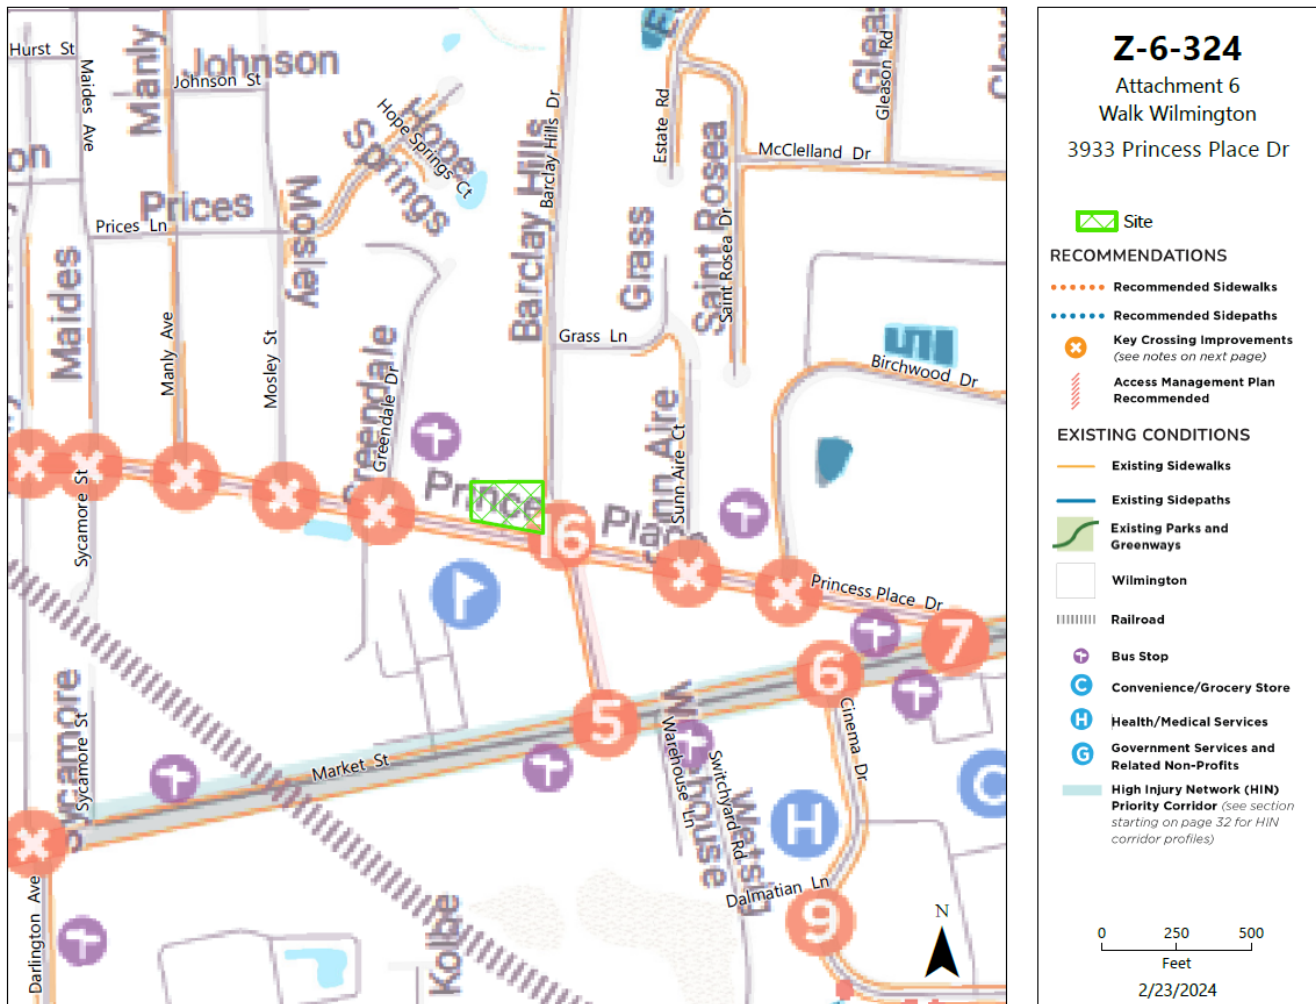 Z-6-324
Attachment 6
Walk Wilmington
3933 Princess Place Dr
Site
RECOMMENDATIONS
Recommended Sidewalks
Recommended Sidepaths
Key Crossing Improvements
(see notes on next page)
Access Management Plan
Recommended
EXISTING CONDITIONS
Existing Sidewalks
Existing Sidepaths
Existing Parks and
Greenways
Wilmington
Railroad
Bus Stop
C
Convenience/Grocery Store
H
Health/Medical Services
G
Government Services and
Related Non-Profits
High Injury Network (HIN)
Priority Corridor (see section
starting on page 32 for HIN
corridor profiles)
0 250 500
Feet
2/23/2024
N
Hurst St
Maides Ave
Manly
Johnson
Johnson St
Hope Springs Ct
Hope
Springs
Barclay Hills Dr
Barclay Hills
Estate Rd
Gleason Rd
McClelland Dr
Saint Rosea
Saint Rosea Dr
Grass
Grass Ln
Prices
Prices Ln
Mosley
Mosley St
Maides
Manly Ave
Greendale Dr
Birchwood Dr
Sunn Aire Ct
Prince
Place
16
Princess Place Dr
7
6
5
9
Sycamore St
Sycamore
Sycamore St
Market St
Warehouse Ln
Switchyard Rd
Cinema Dr
H
C
Dalmatian Ln
Darlington Ave
Kolbe